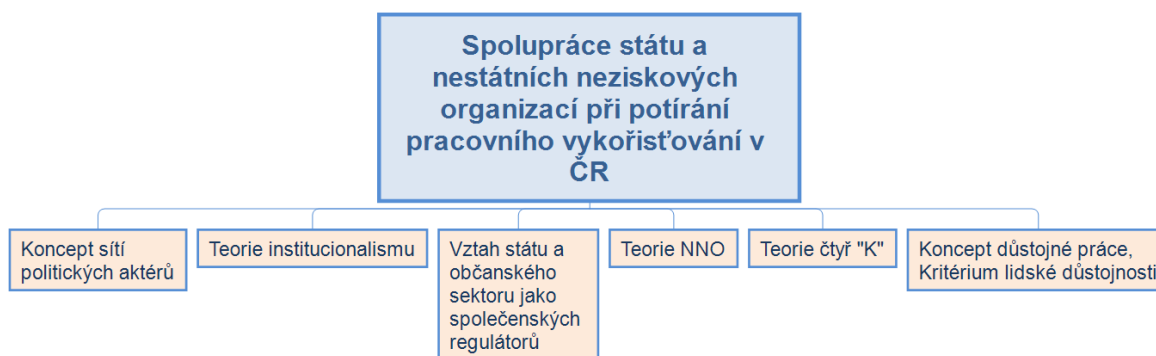 Spolupráce státu a
nestátních neziskových
organizací při potírání
pracovního vykořisťování v
ČR
Koncept sítí
politických aktérů
Teorie institucionalismu
Vztah státu a
občanského
sektoru jako
společenských
regulátorů
Teorie NNO
Teorie čtyř "K"
Koncept důstojné práce,
Kritérium lidské důstojnosti